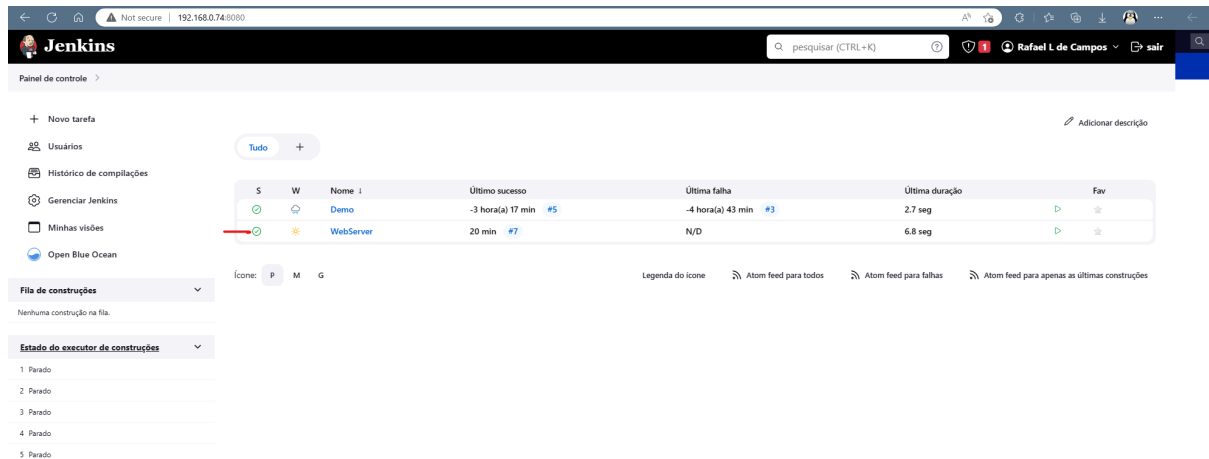 Not secure | 192.168.0.74:8080
Jenkins
pesquisar (CTRL+K)
1
Rafael L de Campos
sair
Painel de controle
Novo tarefa
Usuários
Histórico de compilações
Gerenciar Jenkins
Minhas visões
Open Blue Ocean
Adicionar descrição
Tudo +
S W Nome ↓ Último sucesso Última falha Última duração Fav
Demo -3 hora(a) 17 min #5 -4 hora(a) 43 min #3 2.7 seg
WebServer 20 min #7 N/D 6.8 seg
Ícone: P M G
Legenda do ícone Atom feed para todos Atom feed para falhas Atom feed para apenas as últimas construções
Fila de construções
Nenhuma construção na fila.
Estado do executor de construções
1 Parado
2 Parado
3 Parado
4 Parado
5 Parado